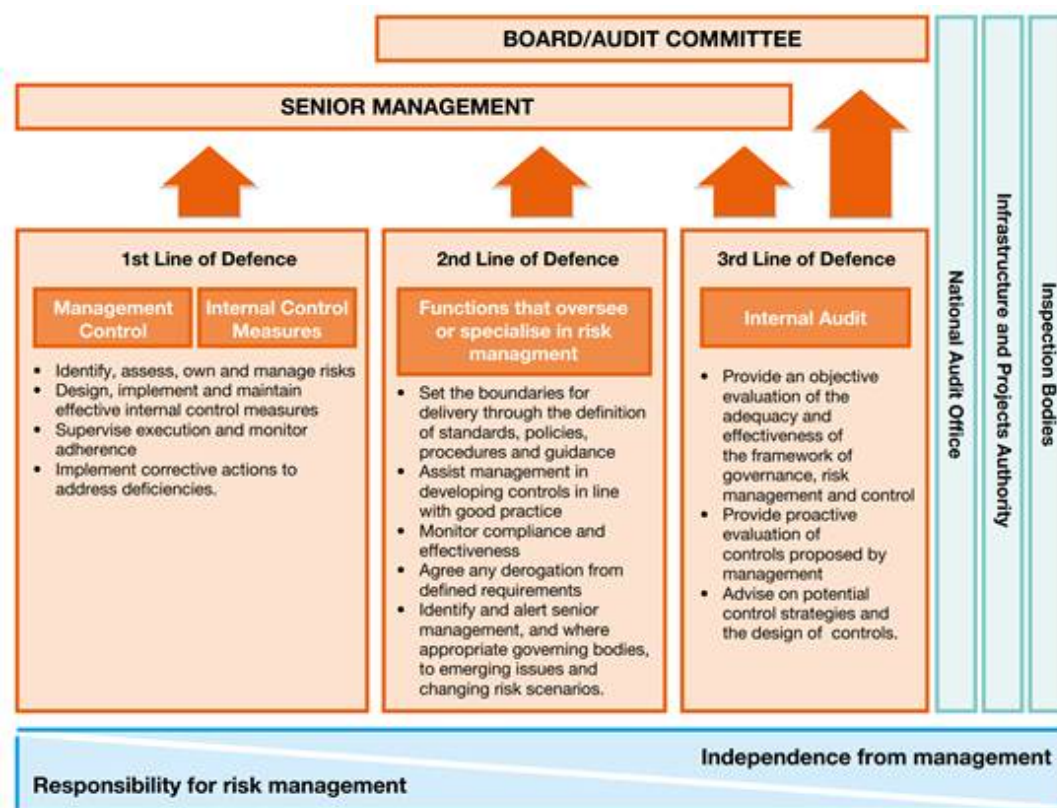 BOARD/AUDIT COMMITTEE
SENIOR MANAGEMENT
1st Line of Defence
Management
Control
Internal Control
Measures
• Identify, assess, own and manage risks
• Design, implement and maintain
effective internal control measures
• Supervise execution and monitor
adherence
• Implement corrective actions to
address deficiencies.
2nd Line of Defence
Functions that oversee
or specialise in risk
managment
• Set the boundaries for
delivery through the definition
of standards, policies,
procedures and guidance
• Assist management in
developing controls in line
with good practice
• Monitor compliance and
effectiveness
• Agree any derogation from
defined requirements
• Identify and alert senior
management, and where
appropriate governing bodies,
to emerging issues and
changing risk scenarios.
3rd Line of Defence
Internal Audit
• Provide an objective
evaluation of the
adequacy and
effectiveness of
the framework of
governance, risk
management and control
• Provide proactive
evaluation of
controls proposed by
management
• Advise on potential
control strategies and
the design of controls.
National Audit Office
Infrastructure and Projects Authority
Inspection Bodies
Independence from management
Responsibility for risk management